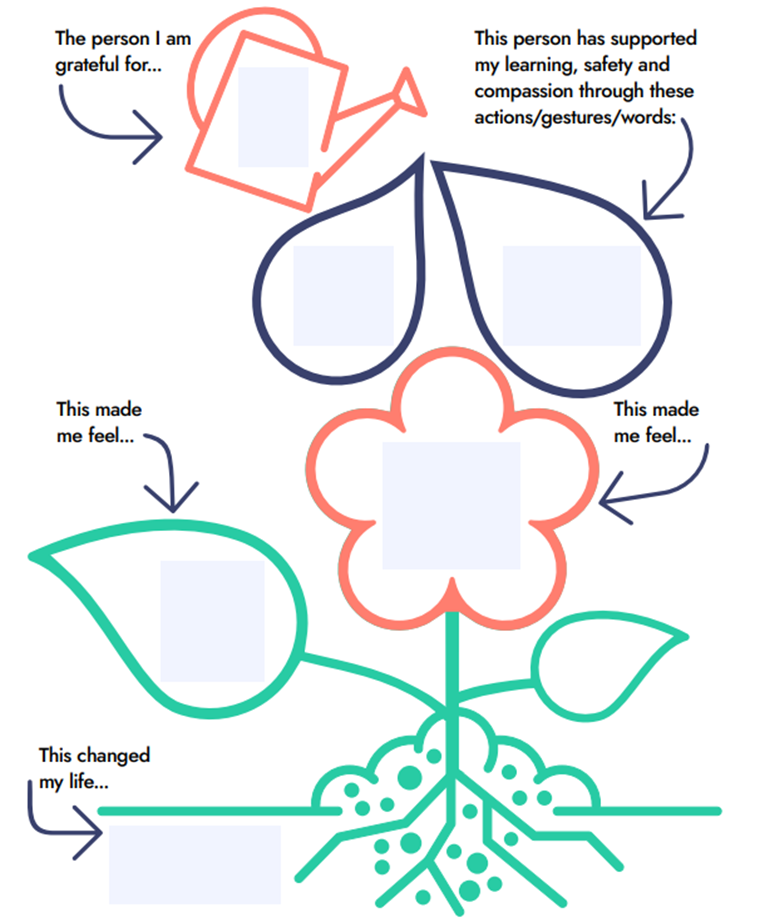 The person I am
grateful for...
This person has supported
my learning, safety and
compassion through these
actions/gestures/words:
This made
me feel...
This made
me feel...
This changed
my life...